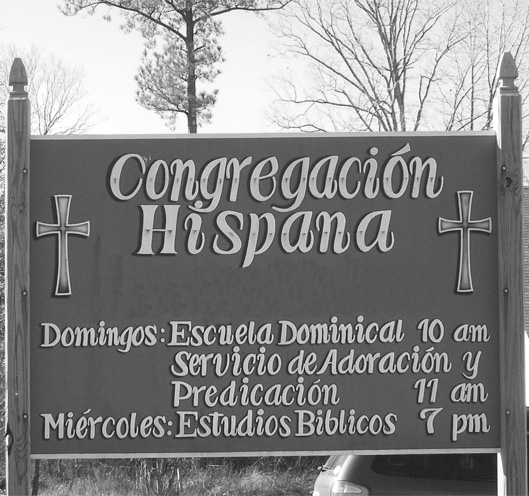 Congregación
Hispana
Domingos: Escuela Dominical 10 am
Servicio de Adoración y
Predicación 11 am
Miércoles: Estudios Biblicos 7 pm